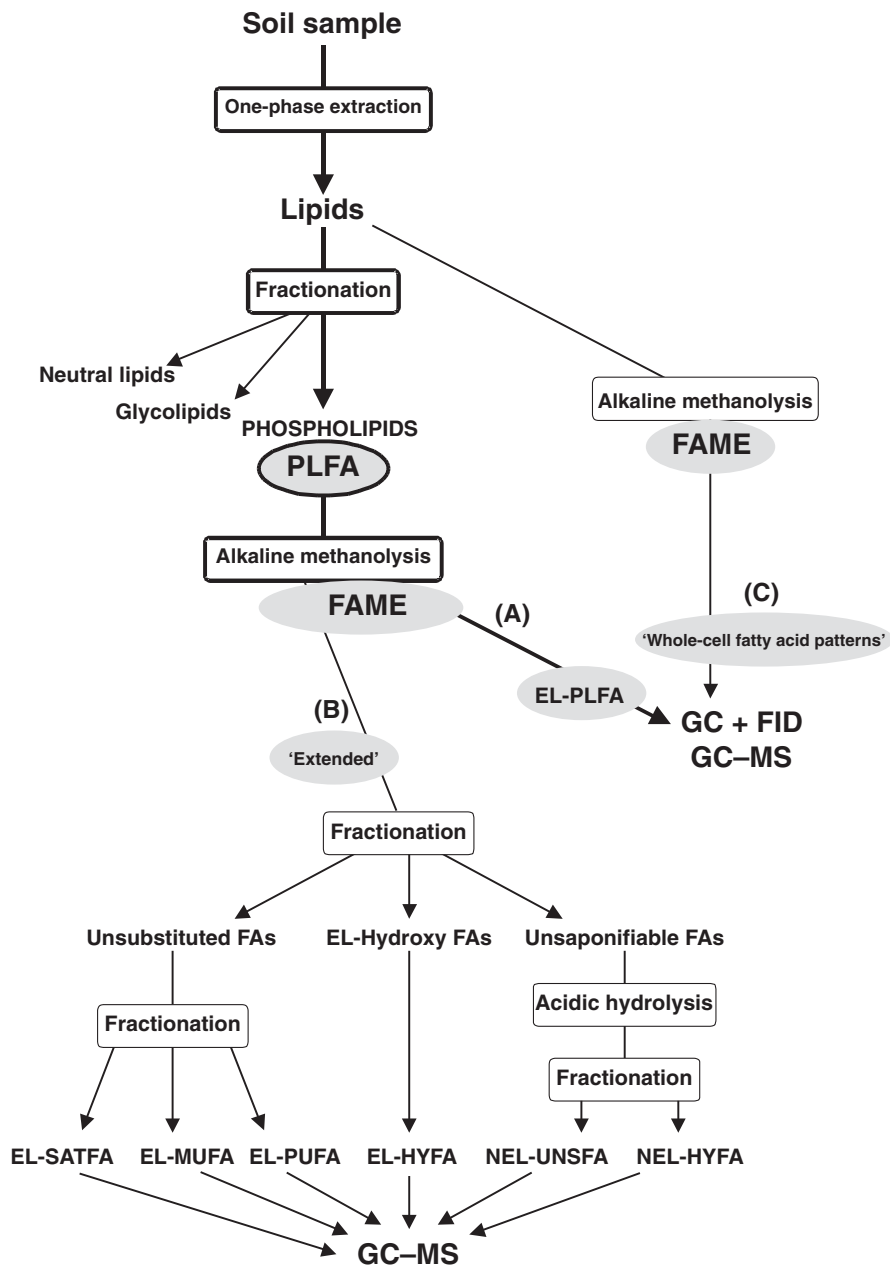 Soil sample
One-phase extraction
Lipids
Fractionation
Neutral lipids
Glycolipids
PHOSPHOLIPIDS
PLFA
Alkaline methanolysis
FAME
Alkaline methanolysis
FAME
(A)
(C)
'Whole-cell fatty acid patterns'
EL-PLFA
GC + FID
GC–MS
(B)
'Extended'
Fractionation
Unsubstituted FAs
EL-Hydroxy FAs
Unsaponifiable FAs
Acidic hydrolysis
Fractionation
Fractionation
EL-SATFA
EL-MUFA
EL-PUFA
EL-HYFA
NEL-UNSFA
NEL-HYFA
GC–MS